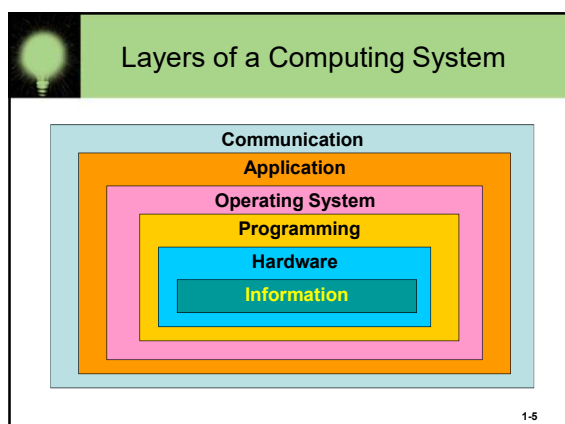 Layers of a Computing System
Communication
Application
Operating System
Programming
Hardware
Information
1-5